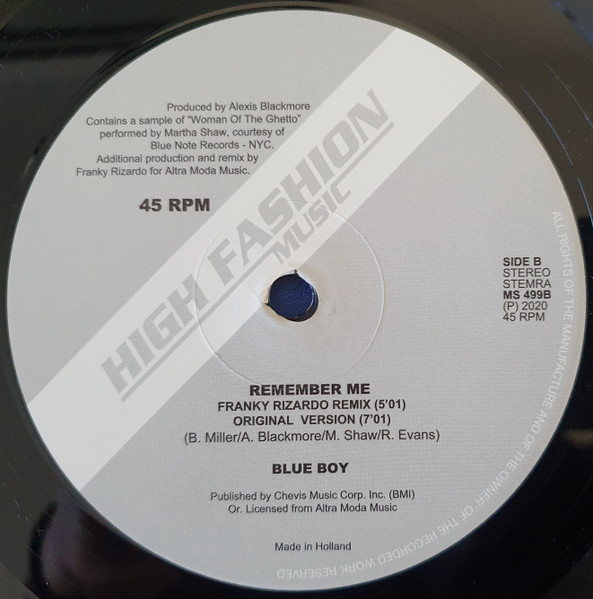 Produced by Alexis Blackmore
Contains a sample of "Woman Of The Ghetto"
performed by Martha Shaw, courtesy of
Blue Note Records - NYC.
Additional production and remix by
Franky Rizardo for Altra Moda Music.
45 RPM
HIGH FASHION
MUSIC
SIDE B
STEREO
STEMRA
MS 499B
(P) 2020
45 RPM
REMEMBER ME
FRANKY RIZARDO REMIX (5'01)
ORIGINAL VERSION (7'01)
(B. Miller/A. Blackmore/M. Shaw/R. Evans)
BLUE BOY
Published by Chevis Music Corp. Inc. (BMI)
Or. Licensed from Altra Moda Music
Made in Holland
ALL RIGHTS OF THE MANUFACTURE AND OF THE OWNER OF THE RECORDED WORK RESERVED